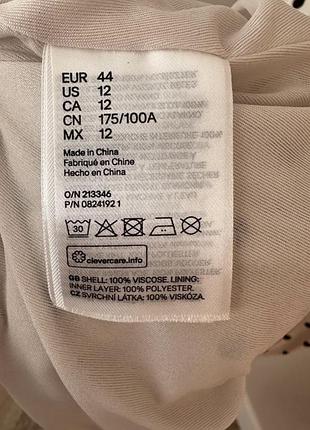 EUR 44
US 12
CA 12
CN 175/100A
MX 12
Made in China
Fabriqué en Chine
Hecho en China
O/N 213346
P/N 08241921
30
clevercare.info
GB SHELL: 100% VISCOSE. LINING;
INNER LAYER: 100% POLYESTER.
CZ SVRCHNÍ LÁTKA: 100% VISKÓZA.